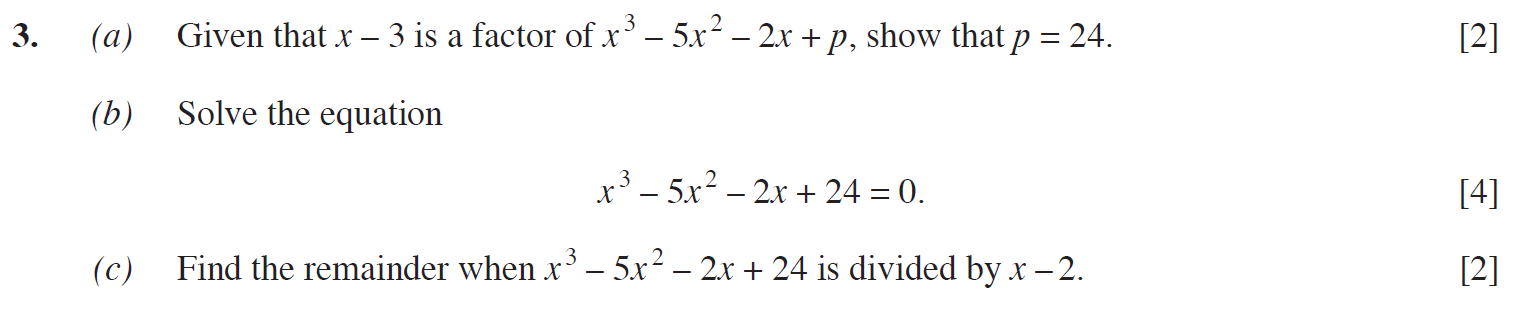 3. (a) Given that x – 3 is a factor of x³ – 5x² – 2x + p, show that p = 24. [2]
(b) Solve the equation
x³ – 5x² – 2x + 24 = 0. [4]
(c) Find the remainder when x³ – 5x² – 2x + 24 is divided by x – 2. [2]